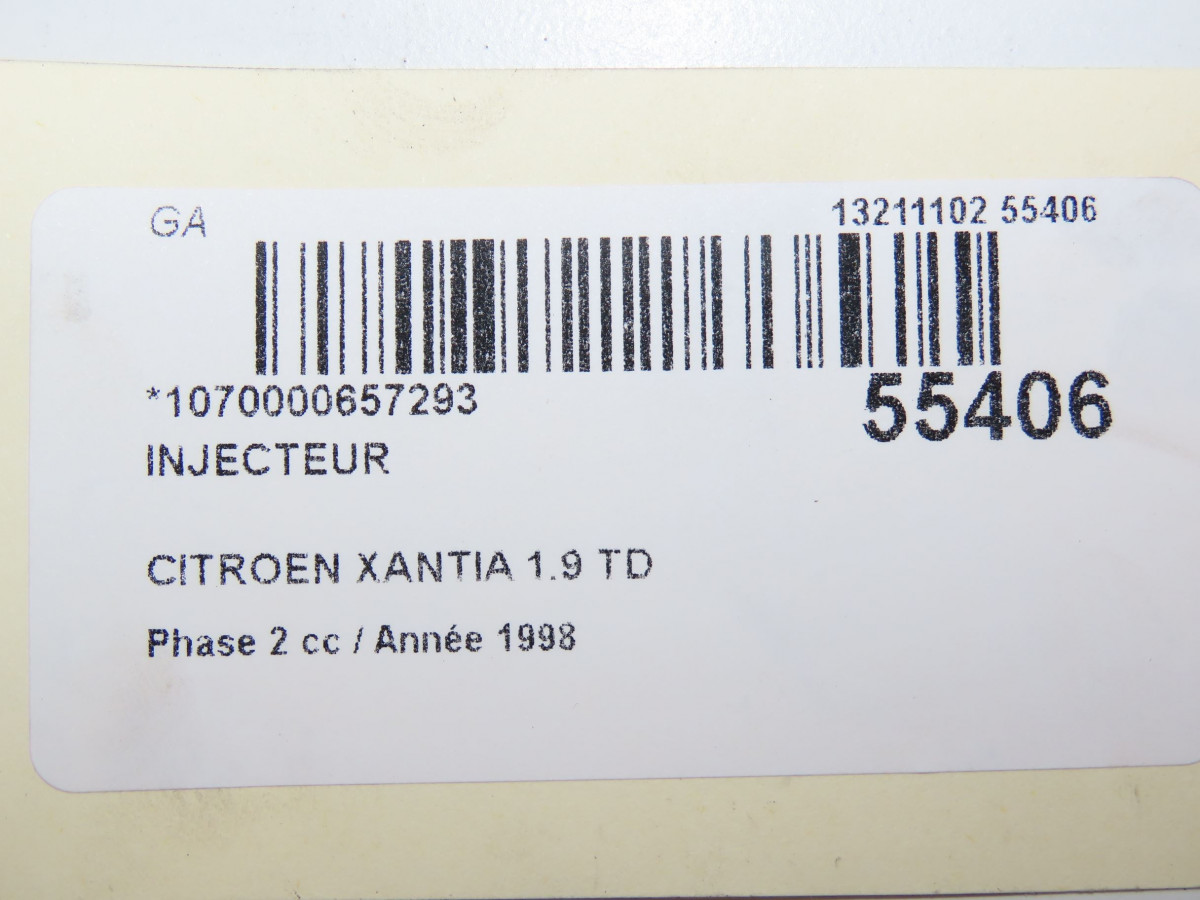 GA
13211102 55406
*1070000657293
55406
INJECTEUR
CITROEN XANTIA 1.9 TD
Phase 2 cc / Année 1998